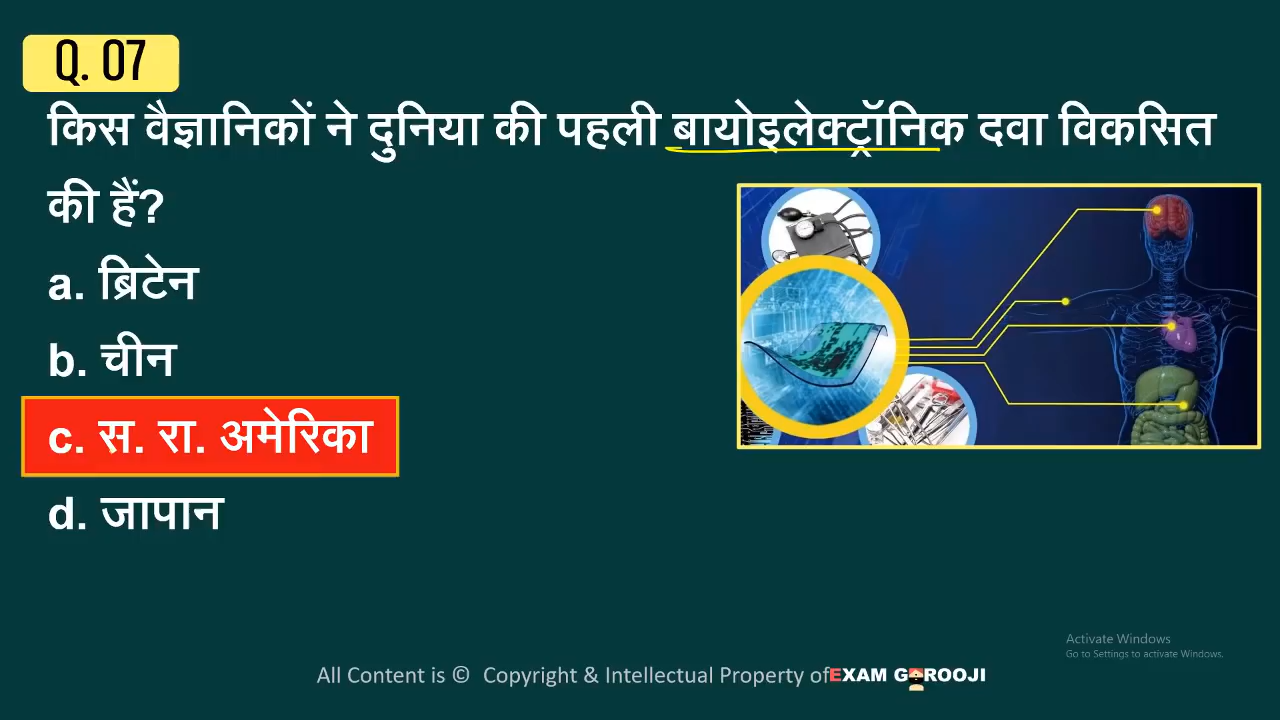 Q. 07
किस वैज्ञानिकों ने दुनिया की पहली बायोइलेक्ट्रॉनिक दवा विकसित
की हैं?
a. ब्रिटेन
b. चीन
c. स. रा. अमेरिका
d. जापान
Activate Windows
Go to Settings to activate Windows.
All Content is © Copyright & Intellectual Property of EXAM GOROOJI